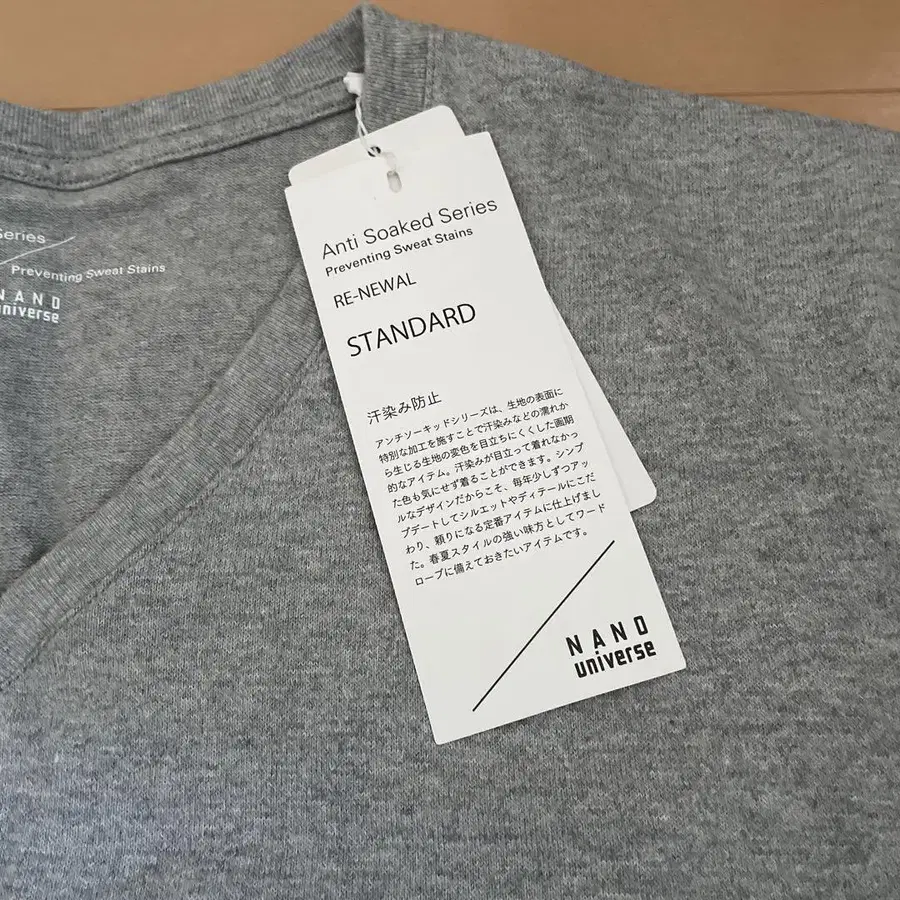 Series
Preventing Sweat Stains
NANO
universe
Anti Soaked Series
Preventing Sweat Stains
RE-NEWAL
STANDARD
汗染み防止
アンチソーキッドシリーズは、生地の表面に
特別な加工を施すことで汗染みなどの濡れか
ら生じる生地の変色を目立ちにくくした画期
的なアイテム。汗染みが目立って着れなかっ
た色も気にせず着ることができます。シンプ
ルなデザインだからこそ、毎年少しずつアッ
プデートしてシルエットやディテールにこだ
わり、頼りになる定番アイテムに仕上げまし
た。春夏スタイルの強い味方としてワード
ローブに備えておきたいアイテムです。
NANO
universe